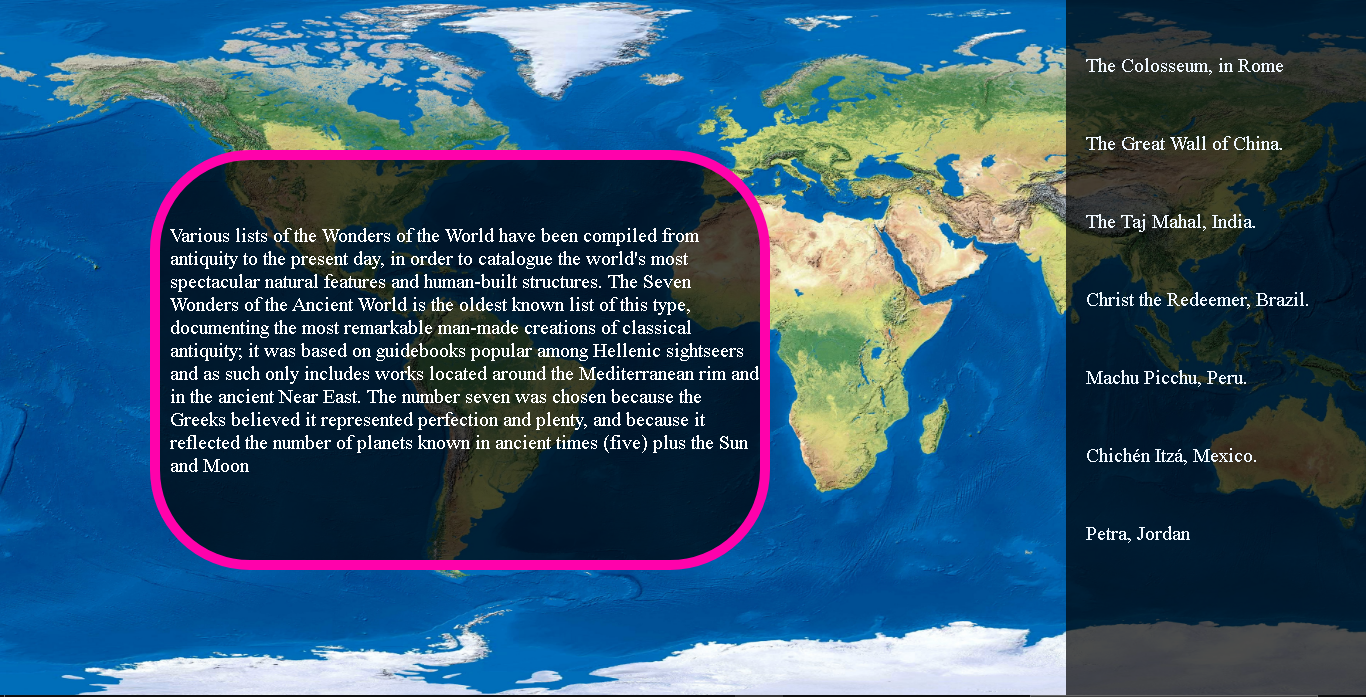 Various lists of the Wonders of the World have been compiled from
antiquity to the present day, in order to catalogue the world's most
spectacular natural features and human-built structures. The Seven
Wonders of the Ancient World is the oldest known list of this type,
documenting the most remarkable man-made creations of classical
antiquity; it was based on guidebooks popular among Hellenic sightseers
and as such only includes works located around the Mediterranean rim and
in the ancient Near East. The number seven was chosen because the
Greeks believed it represented perfection and plenty, and because it
reflected the number of planets known in ancient times (five) plus the Sun
and Moon
The Colosseum, in Rome
The Great Wall of China.
The Taj Mahal, India.
Christ the Redeemer, Brazil.
Machu Picchu, Peru.
Chichén Itzá, Mexico.
Petra, Jordan